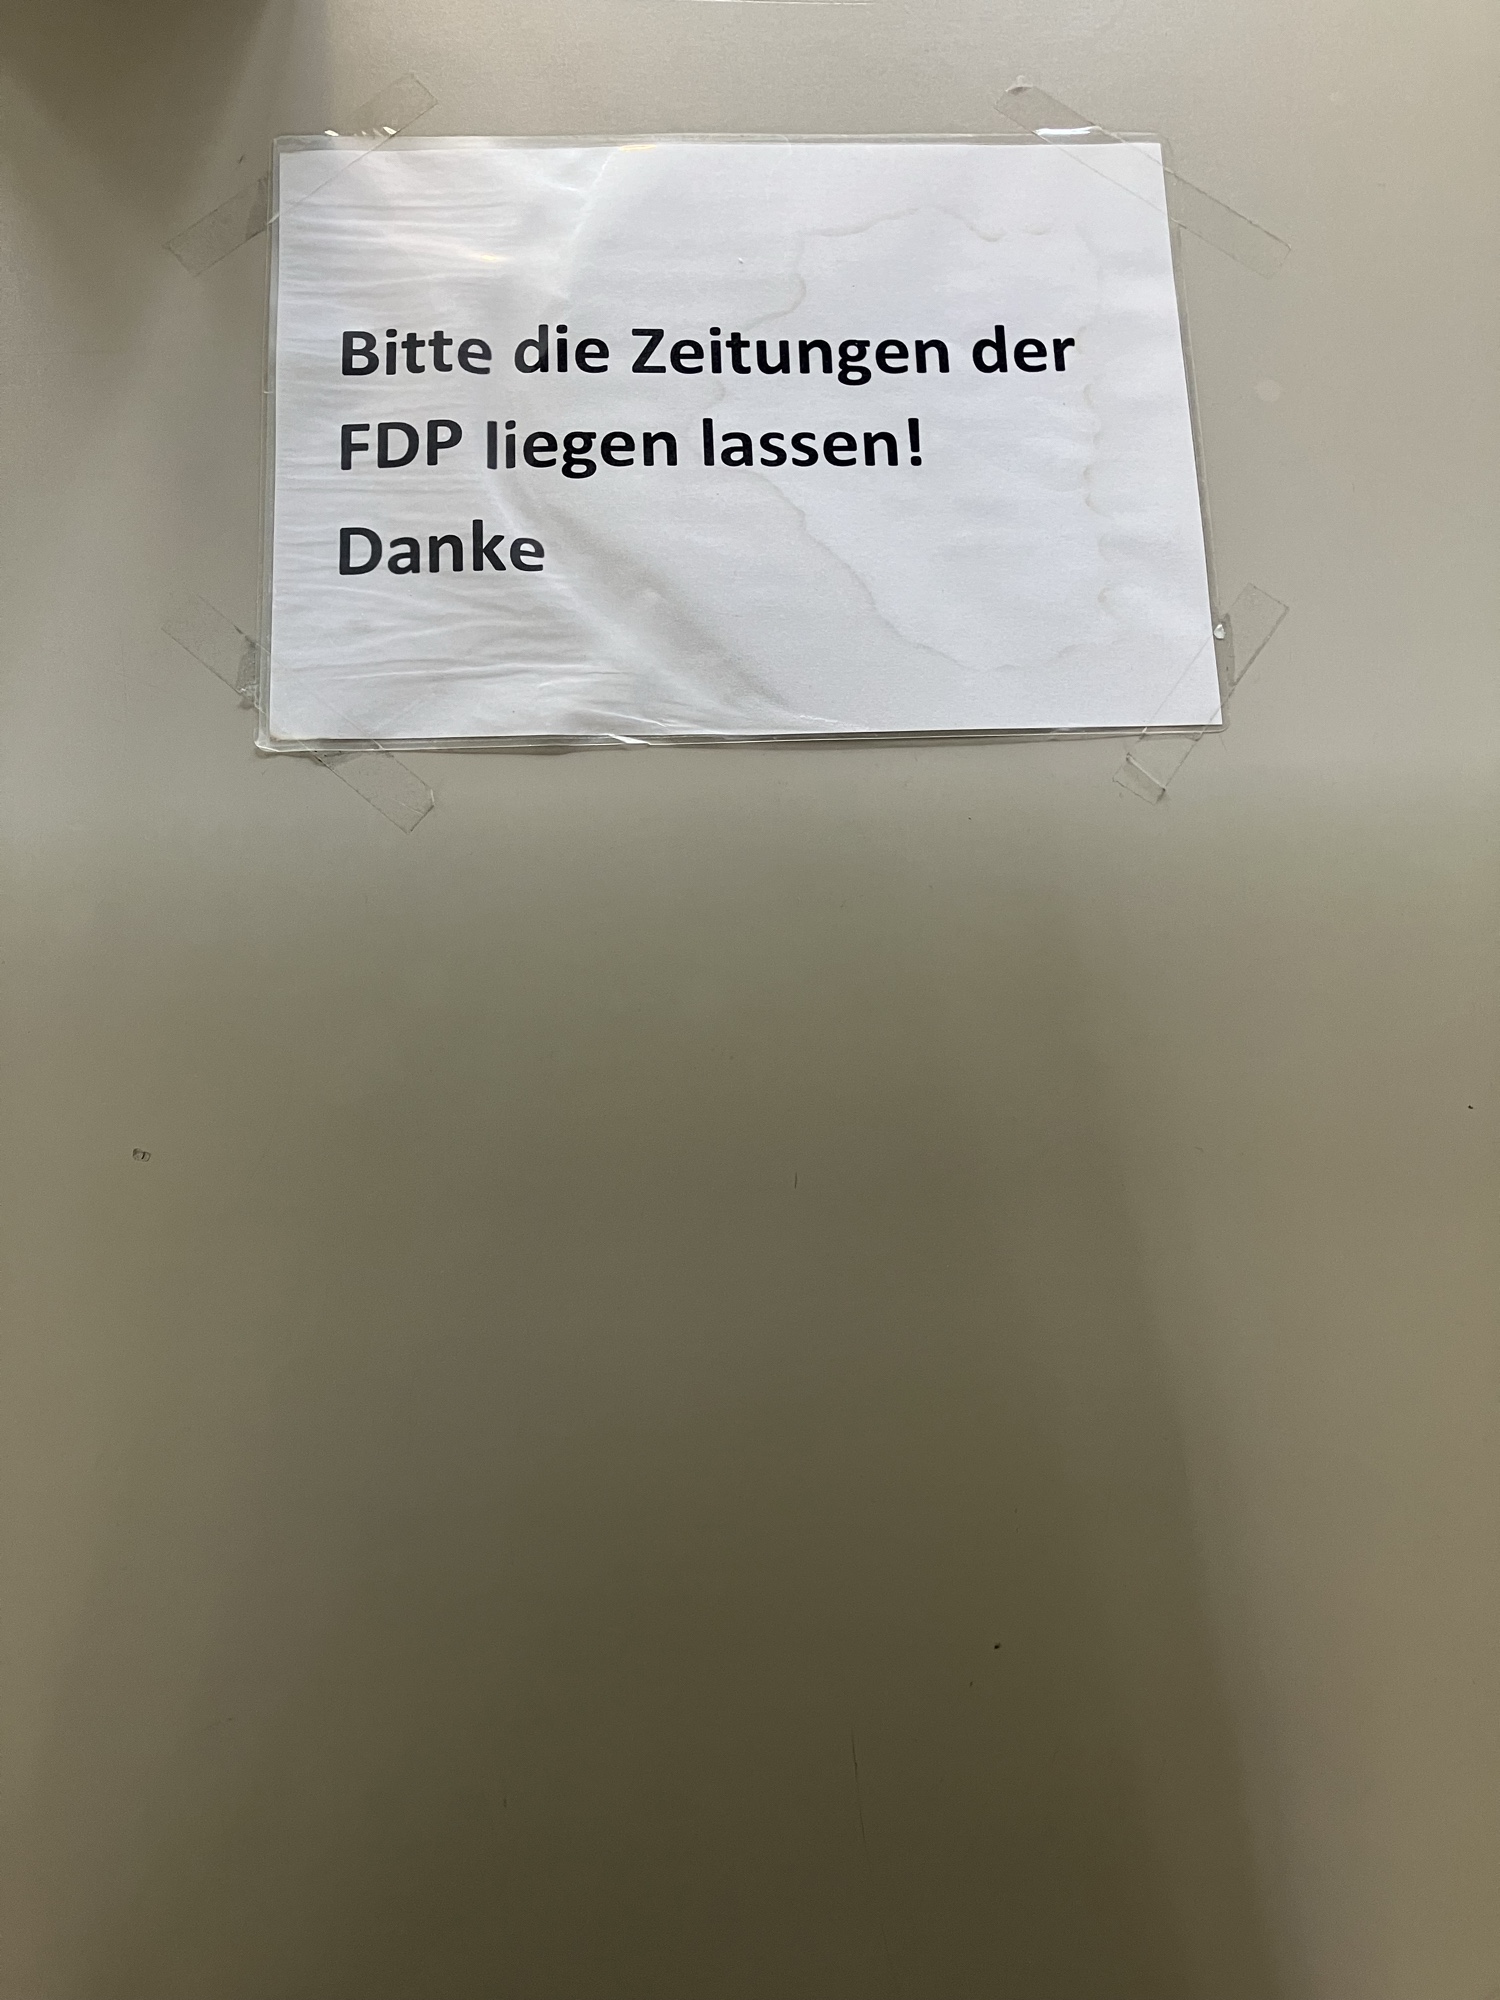 Bitte die Zeitungen der
FDP liegen lassen!
Danke